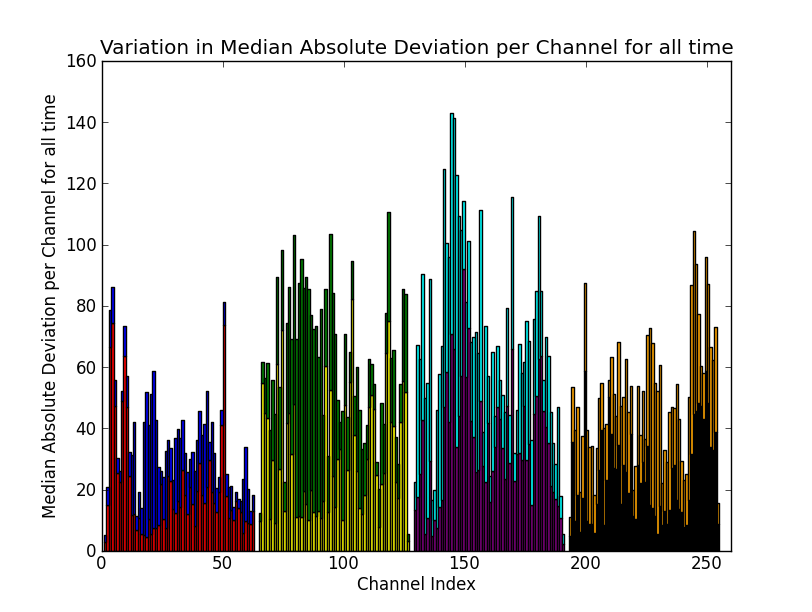 Variation in Median Absolute Deviation per Channel for all time
Median Absolute Deviation per Channel for all time
160
140
120
100
80
60
40
20
0
0 50 100 150 200 250
Channel Index